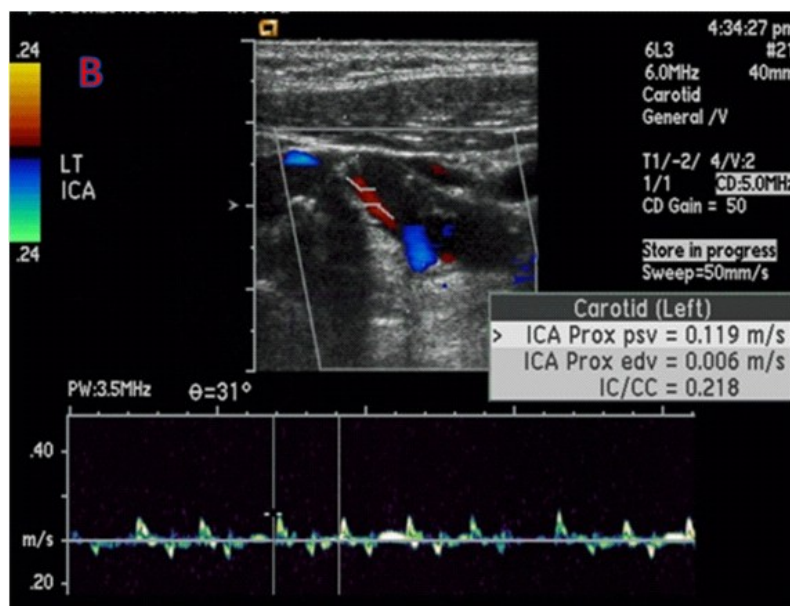 4:34:27 pm
6L3 #21
6.0MHz 40mm
Carotid
General /V
.24
B
LT
ICA
.24
T1/-2/ 4/V:2
1/1 CD:5.0MHz
CD Gain = 50
Store in progress
Sweep=50mm/s
Carotid (Left)
> ICA Prox psv = 0.119 m/s
ICA Prox edv = 0.006 m/s
IC/CC = 0.218
PW:3.5MHz θ=31°
.40
m/s
.20